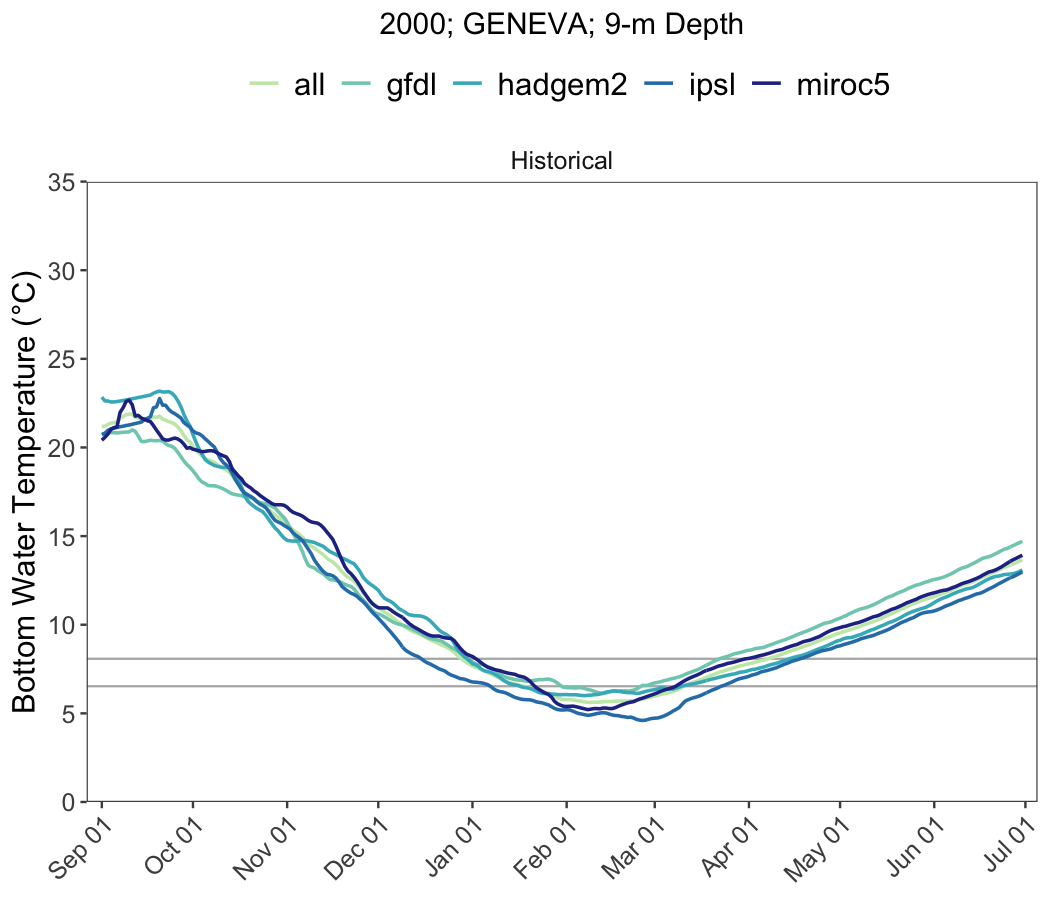 2000; GENEVA; 9-m Depth
all gfdl hadgem2 ipsl miroc5
Historical
Bottom Water Temperature (°C)
35
30
25
20
15
10
5
0
Sep 01 Oct 01 Nov 01 Dec 01 Jan 01 Feb 01 Mar 01 Apr 01 May 01 Jun 01 Jul 01